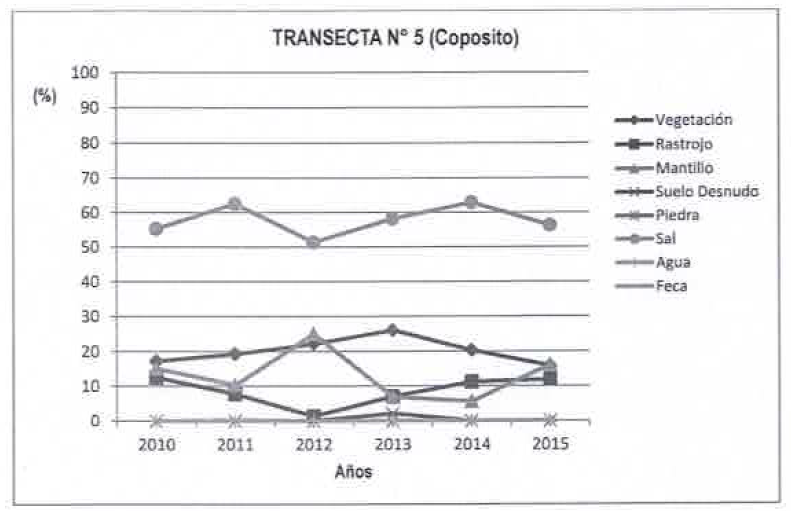 TRANSECTA N° 5 (Coposito)
(%)
100
90
80
70
60
50
40
30
20
10
0
2010 2011 2012 2013 2014 2015
Años
Vegetación
Rastrojo
Mantillo
Suelo Desnudo
Piedra
Sal
Agua
Feca